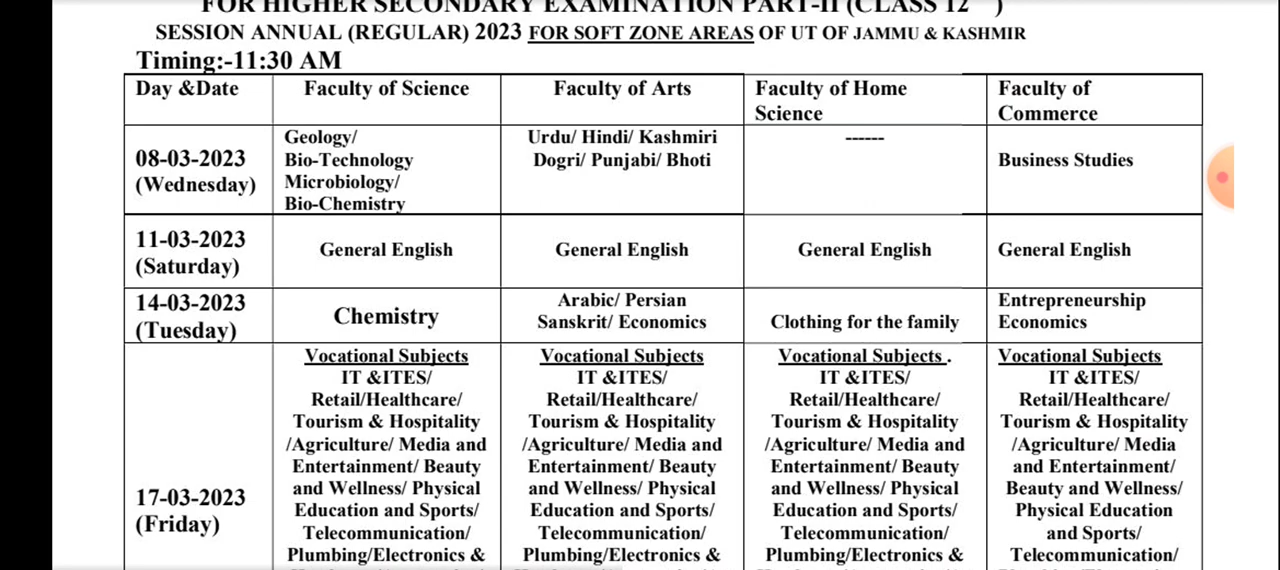 FOR HIGHER SECONDARY EXAMINATION PART-II (CLASS 12 )
SESSION ANNUAL (REGULAR) 2023 FOR SOFT ZONE AREAS OF UT OF JAMMU & KASHMIR
Timing:-11:30 AM
Day &Date
Faculty of Science
Faculty of Arts
Faculty of Home
Science
Faculty of
Commerce
08-03-2023
(Wednesday)
Geology/
Bio-Technology
Microbiology/
Bio-Chemistry
Urdu/ Hindi/ Kashmiri
Dogri/ Punjabi/ Bhoti
------
Business Studies
11-03-2023
(Saturday)
General English
General English
General English
General English
14-03-2023
(Tuesday)
Chemistry
Arabic/ Persian
Sanskrit/ Economics
Clothing for the family
Entrepreneurship
Economics
17-03-2023
(Friday)
Vocational Subjects
IT &ITES/
Retail/Healthcare/
Tourism & Hospitality
/Agriculture/ Media and
Entertainment/ Beauty
and Wellness/ Physical
Education and Sports/
Telecommunication/
Plumbing/Electronics &
Vocational Subjects
IT &ITES/
Retail/Healthcare/
Tourism & Hospitality
/Agriculture/ Media and
Entertainment/ Beauty
and Wellness/ Physical
Education and Sports/
Telecommunication/
Plumbing/Electronics &
Vocational Subjects .
IT &ITES/
Retail/Healthcare/
Tourism & Hospitality
/Agriculture/ Media and
Entertainment/ Beauty
and Wellness/ Physical
Education and Sports/
Telecommunication/
Plumbing/Electronics &
Vocational Subjects
IT &ITES/
Retail/Healthcare/
Tourism & Hospitality
/Agriculture/ Media
and Entertainment/
Beauty and Wellness/
Physical Education
and Sports/
Telecommunication/